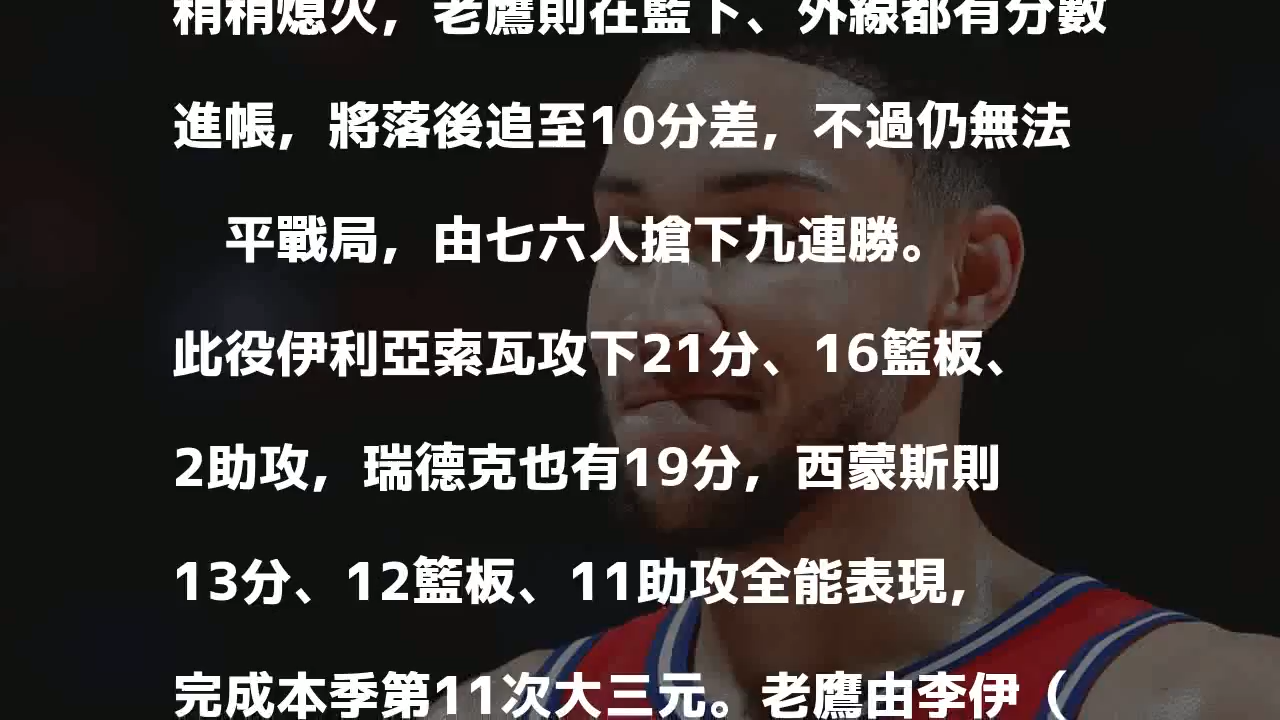 稍稍熄火，老鷹則在籃下、外線都有分數
進帳，將落後追至10分差，不過仍無法
平戰局，由七六人搶下九連勝。
此役伊利亞索瓦攻下21分、16籃板、
2助攻，瑞德克也有19分，西蒙斯則
13分、12籃板、11助攻全能表現，
完成本季第11次大三元。老鷹由李伊（